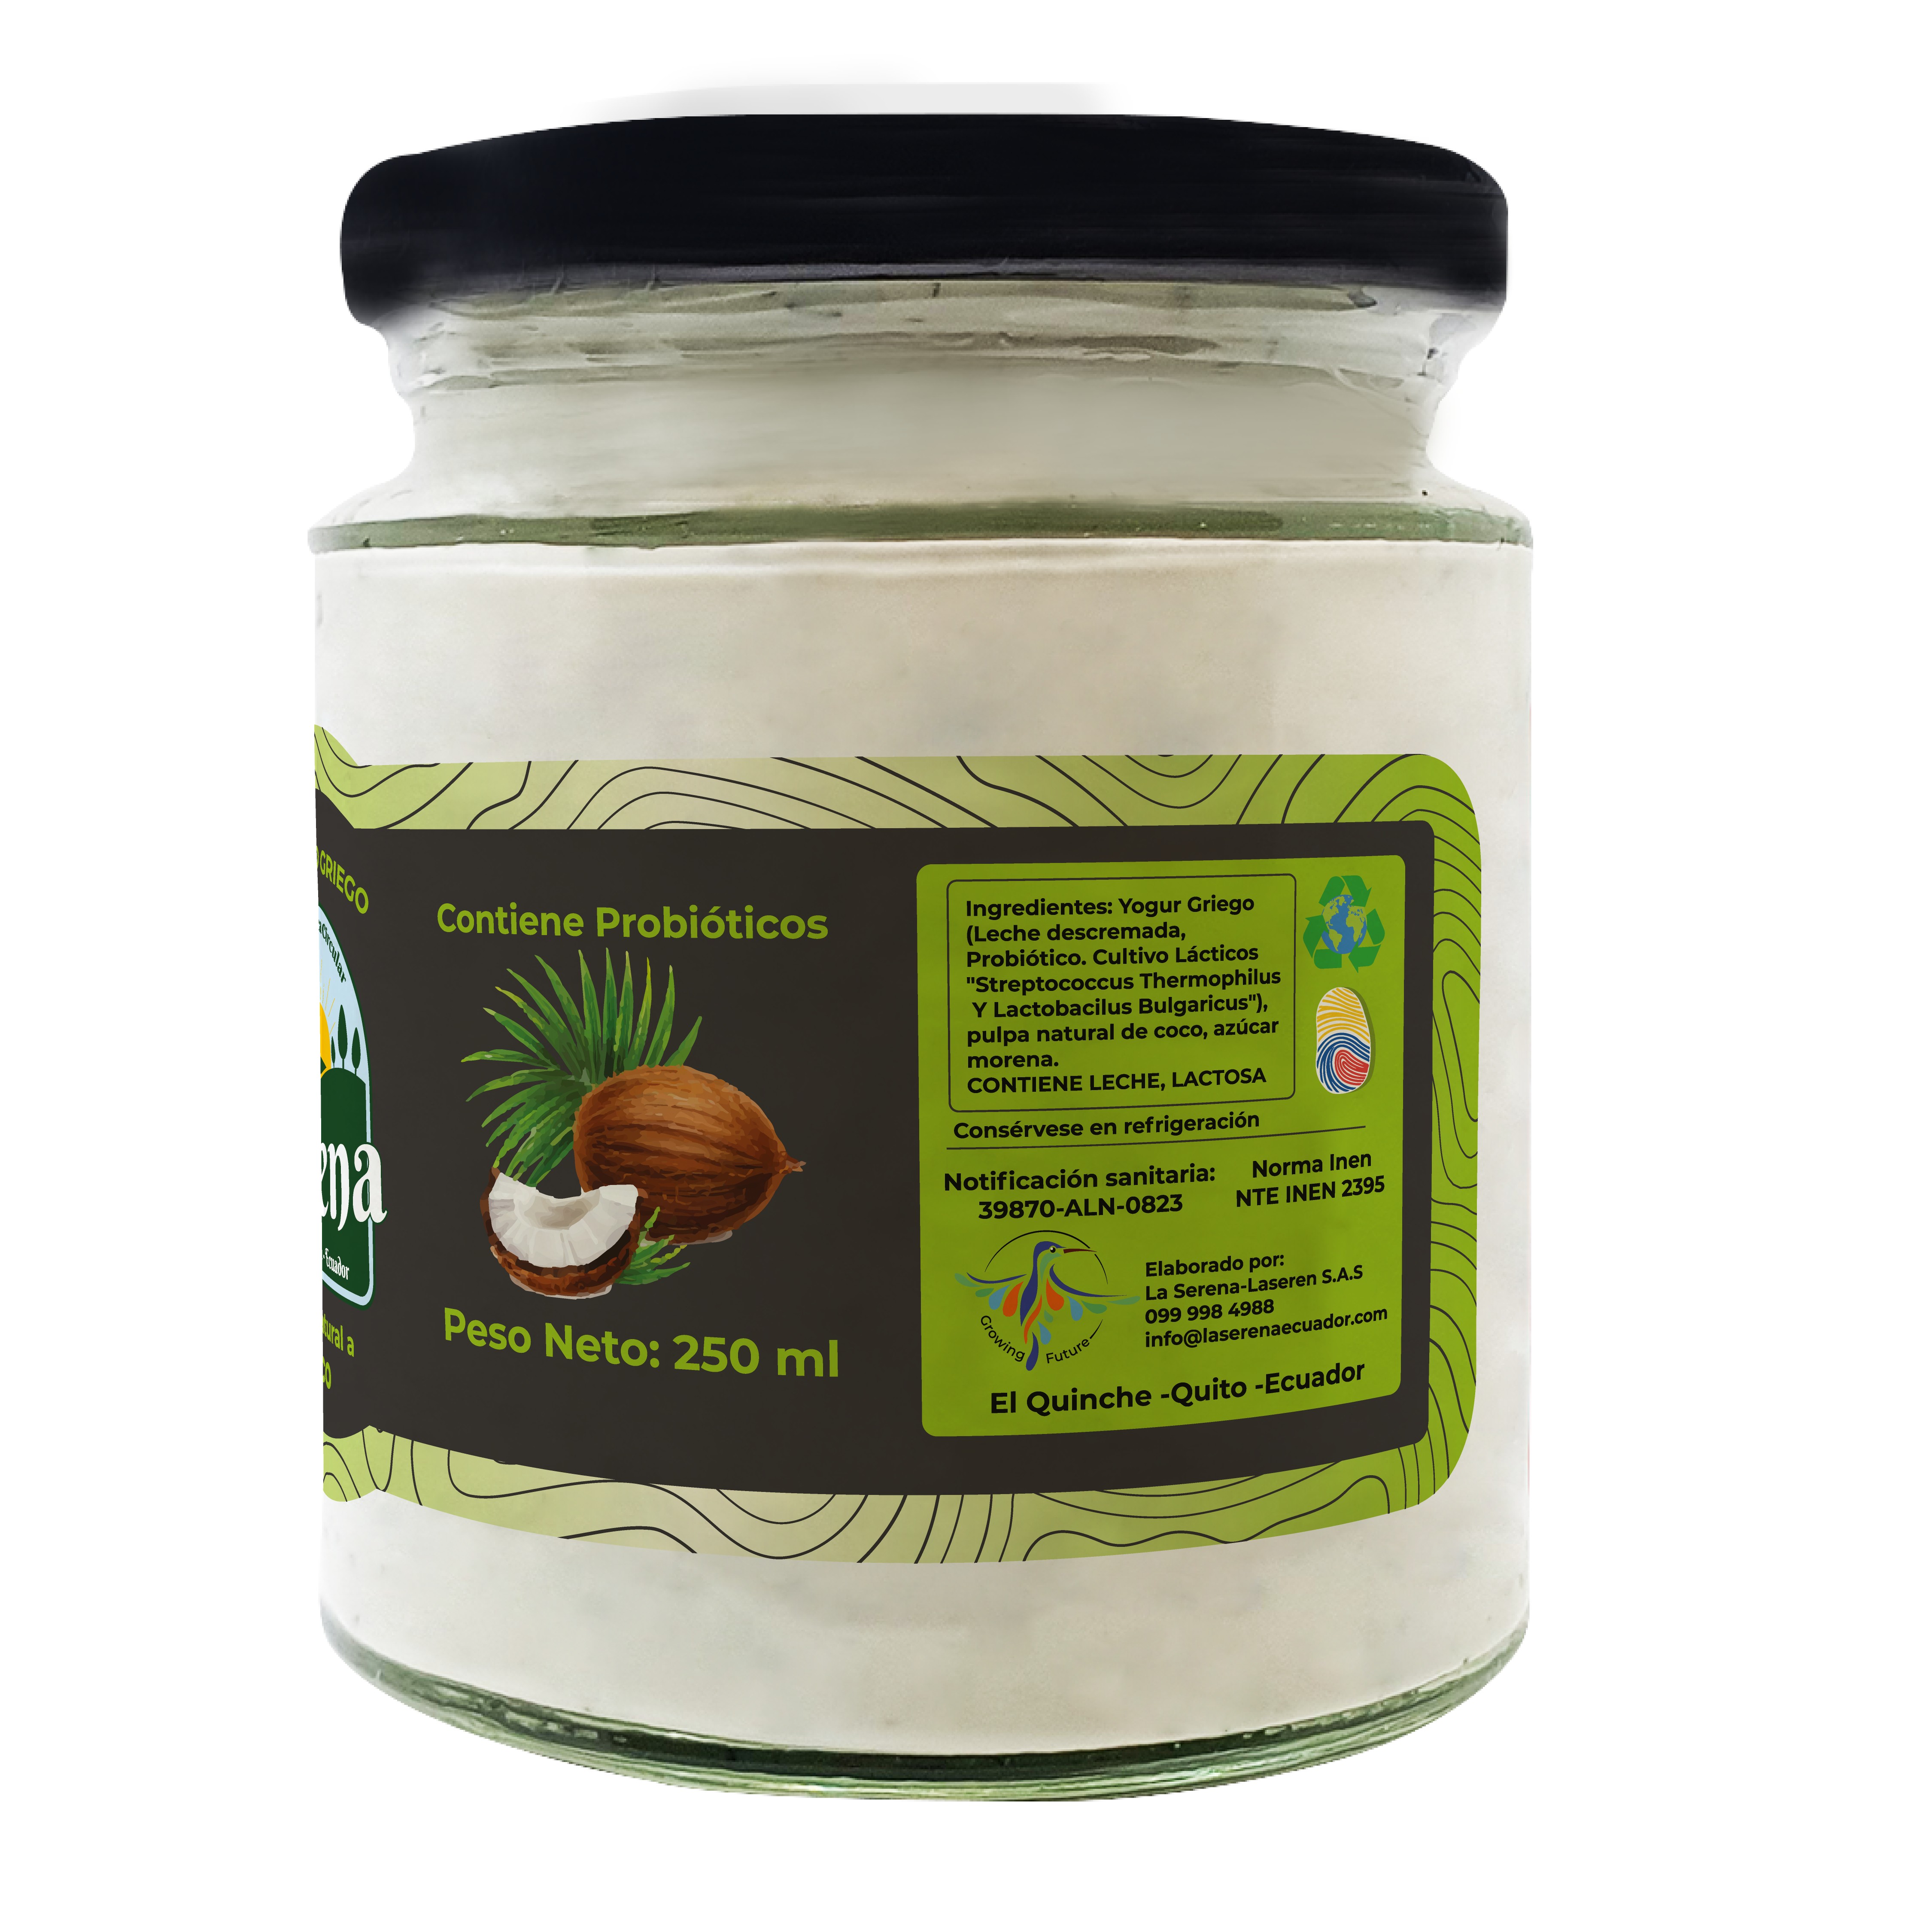 GRIEGO
Circular
ena
Ecuador
a
Contiene Probióticos
Peso Neto: 250 ml
Ingredientes: Yogur Griego
(Leche descremada,
Probiótico. Cultivo Lácticos
"Streptococcus Thermophilus
Y Lactobacilus Bulgaricus"),
pulpa natural de coco, azúcar
morena.
CONTIENE LECHE, LACTOSA
Consérvese en refrigeración
Notificación sanitaria:
39870-ALN-0823
Norma Inen
NTE INEN 2395
Growing Future
Elaborado por:
La Serena-Laseren S.A.S
099 998 4988
info@laserenaecuador.com
El Quinche -Quito -Ecuador